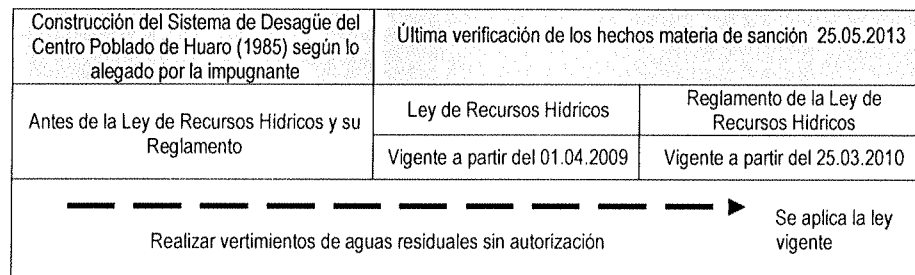 Construcción del Sistema de Desagüe del
Centro Poblado de Huaro (1985) según lo
alegado por la impugnante
Última verificación de los hechos materia de sanción 25.05.2013
Antes de la Ley de Recursos Hídricos y su
Reglamento
Ley de Recursos Hídricos
Reglamento de la Ley de
Recursos Hídricos
Vigente a partir del 01.04.2009
Vigente a partir del 25.03.2010
Realizar vertimientos de aguas residuales sin autorización
Se aplica la ley
vigente